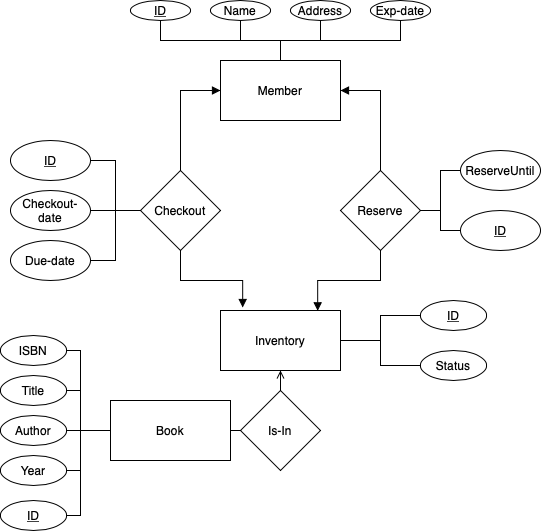 ID
Name
Address
Exp-date
Member
ID
Checkout-
date
Due-date
Checkout
Reserve
ReserveUntil
ID
Inventory
ID
Status
ISBN
Title
Author
Year
ID
Book
Is-In